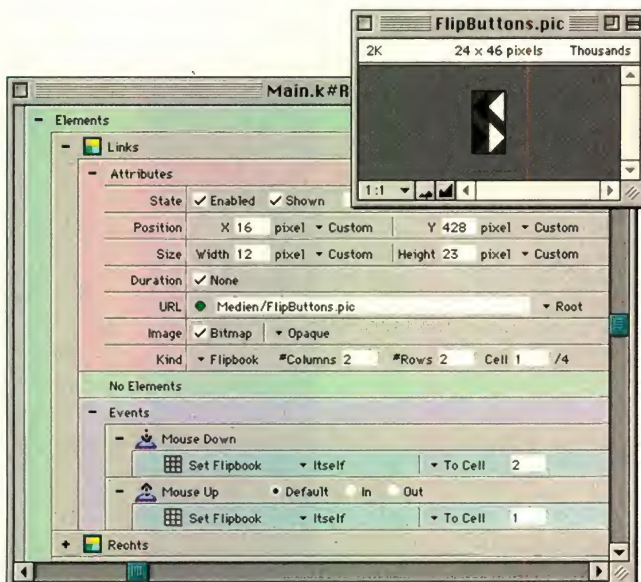 FlipButtons.pic
2K 24 x 46 pixels Thousands
1:1
Main.k#R
Elements
Links
Attributes
State Enabled Shown
Position X 16 pixel Custom Y 428 pixel Custom
Size Width 12 pixel Custom Height 23 pixel Custom
Duration None
URL Medien/FlipButtons.pic Root
Image Bitmap Opaque
Kind Flipbook #Columns 2 #Rows 2 Cell 1 /4
No Elements
Events
Mouse Down
Set Flipbook Itself To Cell 2
Mouse Up Default In Out
Set Flipbook Itself To Cell 1
Rechts